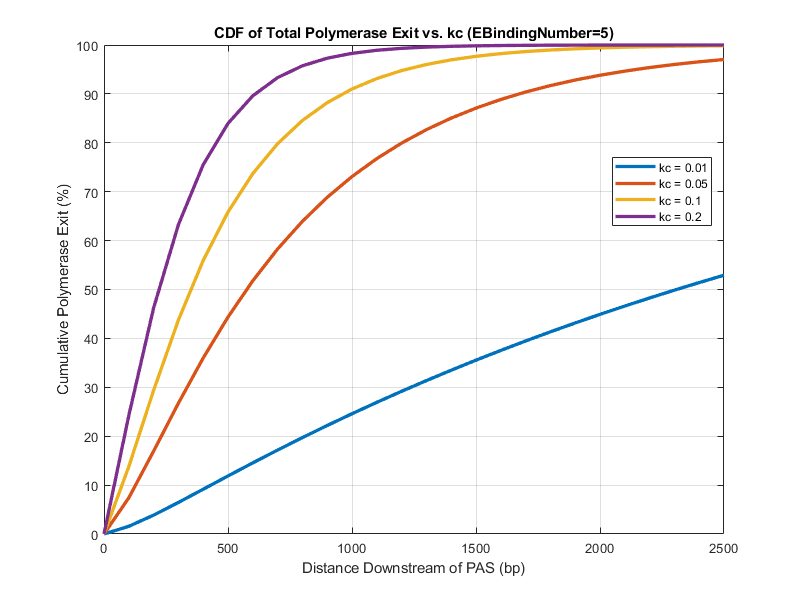 CDF of Total Polymerase Exit vs. kc (EBindingNumber=5)
Cumulative Polymerase Exit (%)
100
90
80
70
60
50
40
30
20
10
0
kc = 0.01
kc = 0.05
kc = 0.1
kc = 0.2
0 500 1000 1500 2000 2500
Distance Downstream of PAS (bp)